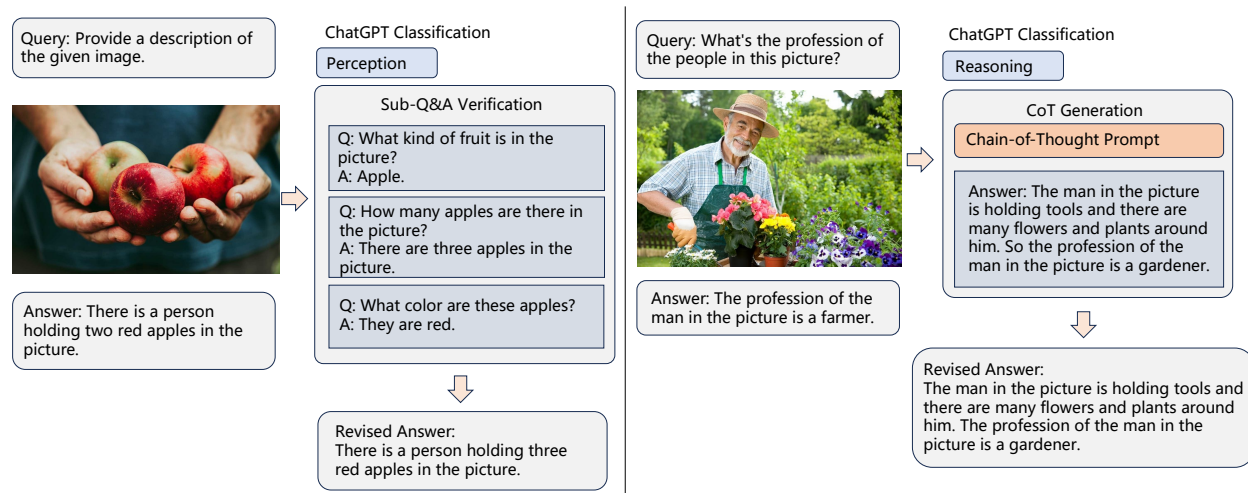 Query: Provide a description of
the given image.
Answer: There is a person
holding two red apples in the
picture.
ChatGPT Classification
Perception
Sub-Q&A Verification
Q: What kind of fruit is in the
picture?
A: Apple.
Q: How many apples are there in
the picture?
A: There are three apples in the
picture.
Q: What color are these apples?
A: They are red.
Revised Answer:
There is a person holding three
red apples in the picture.
Query: What's the profession of
the people in this picture?
Answer: The profession of the
man in the picture is a farmer.
ChatGPT Classification
Reasoning
CoT Generation
Chain-of-Thought Prompt
Answer: The man in the picture
is holding tools and there are
many flowers and plants around
him. So the profession of the
man in the picture is a gardener.
Revised Answer:
The man in the picture is holding tools and
there are many flowers and plants around
him. The profession of the man in the
picture is a gardener.